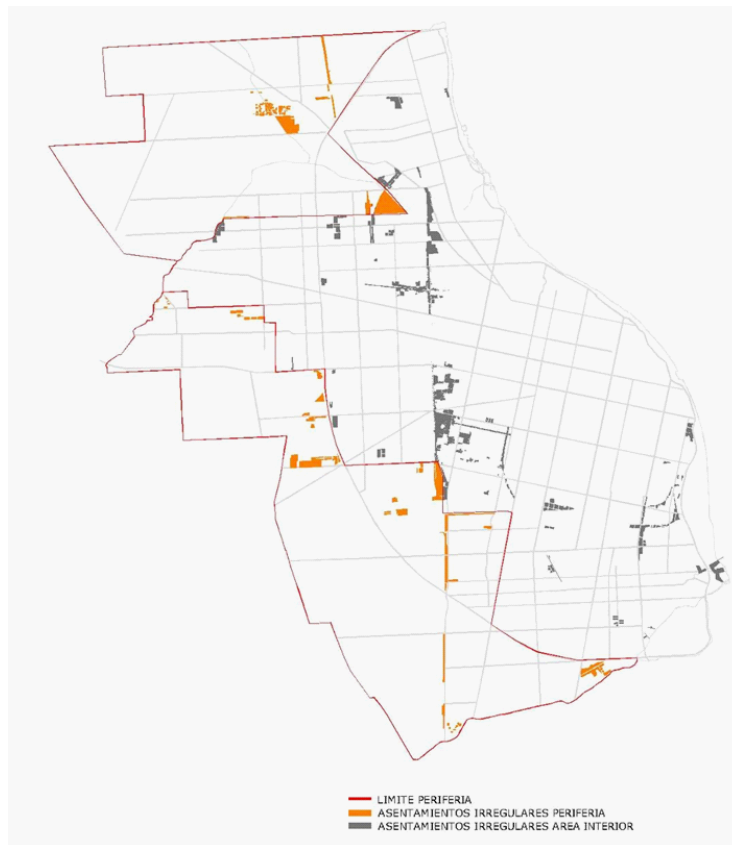 LIMITE PERIFERIA
ASENTAMIENTOS IRREGULARES PERIFERIA
ASENTAMIENTOS IRREGULARES AREA INTERIOR